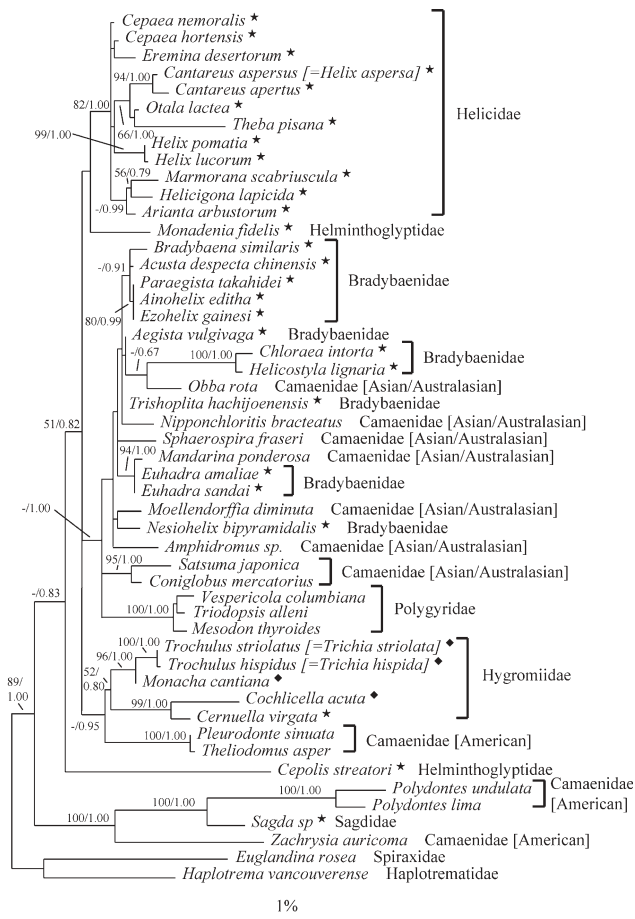 Cepaea nemoralis ★
Cepaea hortensis ★
Eremina desertorum ★
94/1.00 Cantareus aspersus [=Helix aspersa] ★
Cantareus apertus ★
82/1.00 Otala lactea ★ Helicidae
Theba pisana ★
99/1.00 66/1.00 Helix pomatia ★
Helix lucorum ★
56/0.79 Marmorana scabriuscula ★
Helicigona lapicida ★
-/0.99 Arianta arbustorum ★
Monadenia fidelis ★ Helminthoglyptidae
Bradybaena similaris ★
-/0.91 Acusta despecta chinensis ★
Paraegista takahidei ★ Bradybaenidae
Ainohelix editha ★
Ezohelix gainesi ★
80/0.99 Aegista vulgivaga ★ Bradybaenidae
-/0.67 100/1.00 Chloraea intorta ★
Helicostyla lignaria ★ Bradybaenidae
Obba rota Camaenidae [Asian/Australasian]
Trishoplita hachijoensis ★ Bradybaenidae
Nipponchloritis bracteatus Camaenidae [Asian/Australasian]
51/0.82 Sphaerospira fraseri Camaenidae [Asian/Australasian]
94/1.00 Mandarina ponderosa Camaenidae [Asian/Australasian]
Euhadra amaliae ★
Euhadra sandai ★ Bradybaenidae
-/1.00 Moellendorffia diminuta Camaenidae [Asian/Australasian]
Nesiohelix bipyramidalis ★ Bradybaenidae
Amphidromus sp. Camaenidae [Asian/Australasian]
95/1.00 Satsuma japonica
Coniglobus mercatorius Camaenidae [Asian/Australasian]
-/0.83 Vespericola columbiana
100/1.00 Triodopsis alleni Polygyridae
Mesodon thyroides
100/1.00 Trochulus striolatus [=Trichia striolata] ◆
96/1.00 Trochulus hispidus [=Trichia hispida] ◆
52/
0.80 Monacha cantiana ◆ Hygromiidae
89/
1.00 Cochlicella acuta ◆
99/1.00 Cernuella virgata ★
-/0.95 100/1.00 Pleurodonte sinuata
Theliodomus asper Camaenidae [American]
Cepolis streatori ★ Helminthoglyptidae
100/1.00 Polydontes undulata Camaenidae
100/1.00 Polydontes lima [American]
100/1.00 Sagda sp ★ Sagdidae
Zachrysia auricoma Camaenidae [American]
Euglandina rosea Spiraxidae
Haplotrema vancouverense Haplotrematidae
1%